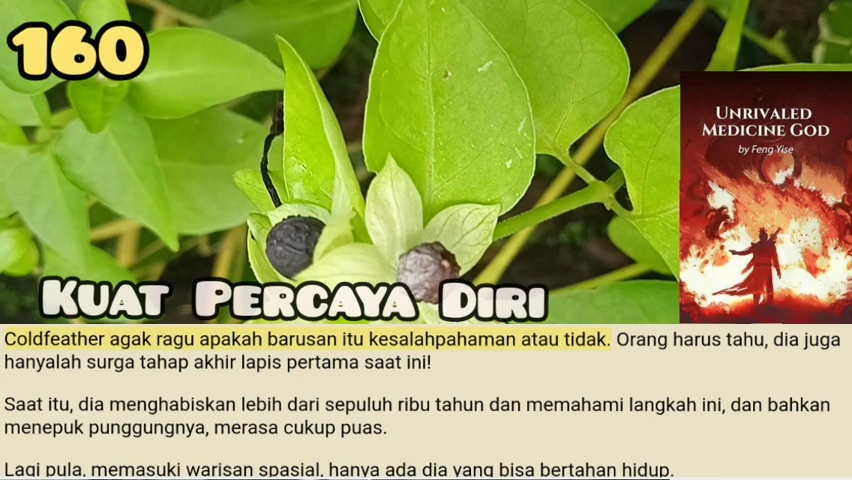 160
UNRIVALED
MEDICINE GOD
by Feng Yise
KUAT PERCAYA DIRI
Coldfeather agak ragu apakah barusan itu kesalahpahaman atau tidak. Orang harus tahu, dia juga
hanyalah surga tahap akhir lapis pertama saat ini!
Saat itu, dia menghabiskan lebih dari sepuluh ribu tahun dan memahami langkah ini, dan bahkan
menepuk punggungnya, merasa cukup puas.
Lagi pula, memasuki warisan spasial, hanya ada dia yang bisa bertahan hidup.